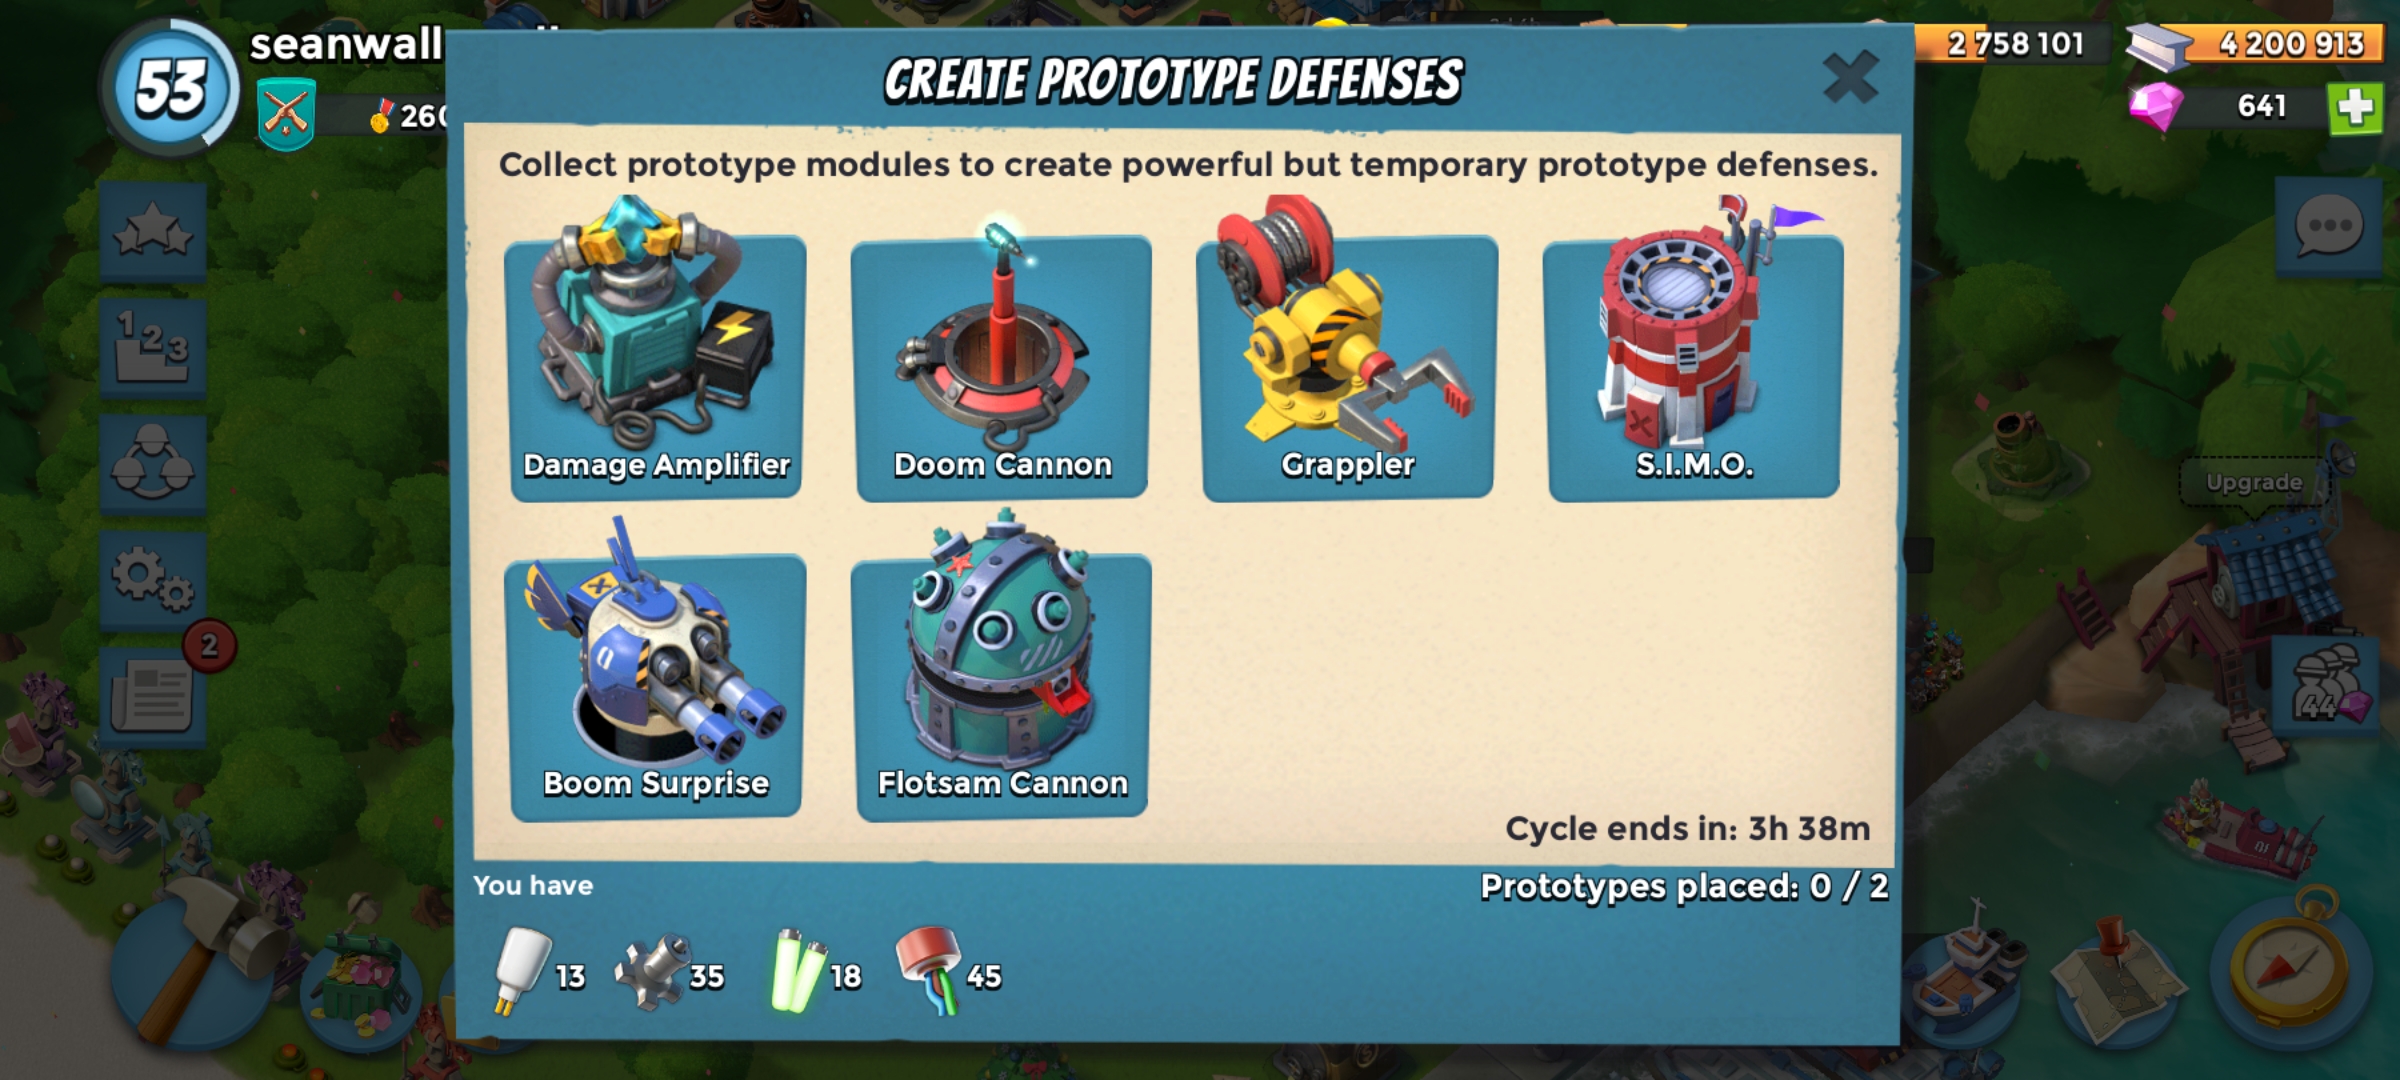 53
seanwall
260
2 758 101
4 200 913
641
CREATE PROTOTYPE DEFENSES
Collect prototype modules to create powerful but temporary prototype defenses.
Damage Amplifier
Doom Cannon
Grappler
S.I.M.O.
Boom Surprise
Flotsam Cannon
Cycle ends in: 3h 38m
You have
Prototypes placed: 0 / 2
13
35
18
45
123
2
Upgrade
44